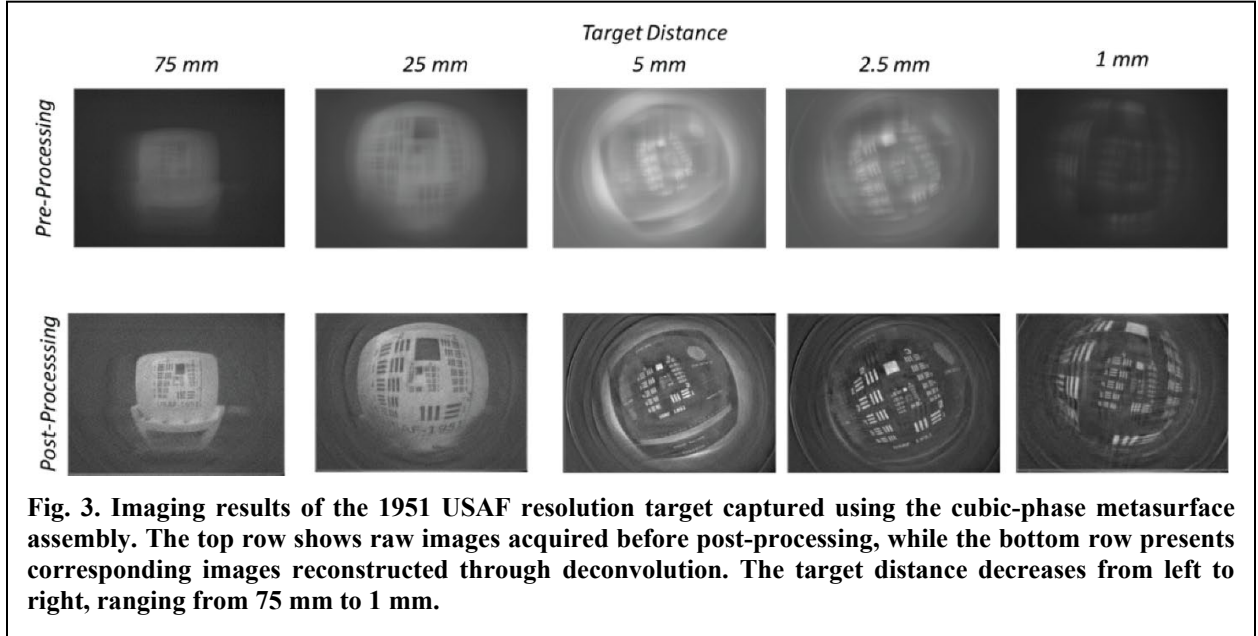 Target Distance
75 mm 25 mm 5 mm 2.5 mm 1 mm
Pre-Processing
Post-Processsing
Fig. 3. Imaging results of the 1951 USAF resolution target captured using the cubic-phase metasurface
assembly. The top row shows raw images acquired before post-processing, while the bottom row presents
corresponding images reconstructed through deconvolution. The target distance decreases from left to
right, ranging from 75 mm to 1 mm.